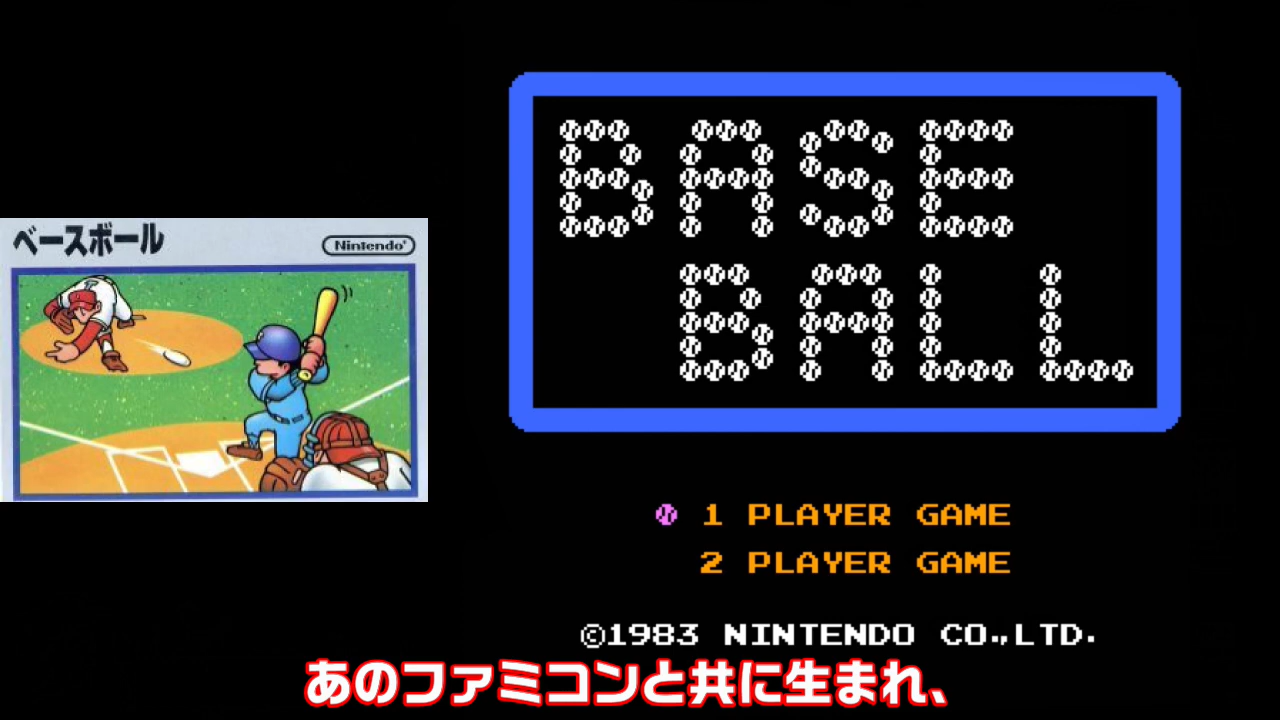 ベースボール
Nintendo
BASE
BALL
1 PLAYER GAME
2 PLAYER GAME
©1983 NINTENDO CO.,LTD.
あのファミコンと共に生まれ、